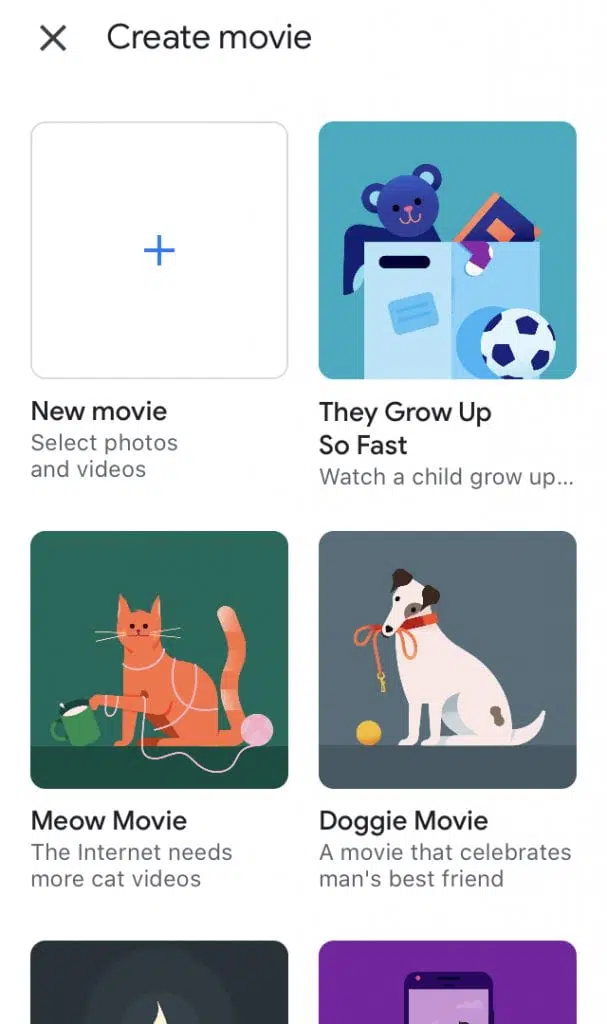 Create movie
New movie
Select photos
and videos
They Grow Up
So Fast
Watch a child grow up...
Meow Movie
The Internet needs
more cat videos
Doggie Movie
A movie that celebrates
man's best friend